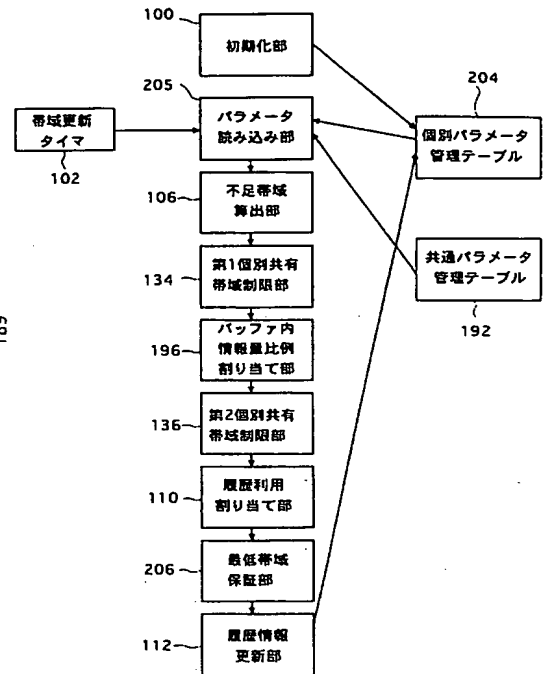 100
初期化部
205
パラメータ
読み込み部
204
個別パラメータ
管理テーブル
帯域更新
タイマ
102
106
不足帯域
算出部
134
第1個別共有
帯域制限部
共通パラメータ
管理テーブル
192
196
バッファ内
情報量比例
割り当て部
136
第2個別共有
帯域制限部
110
履歴利用
割り当て部
206
最低帯域
保証部
112
履歴情報
更新部